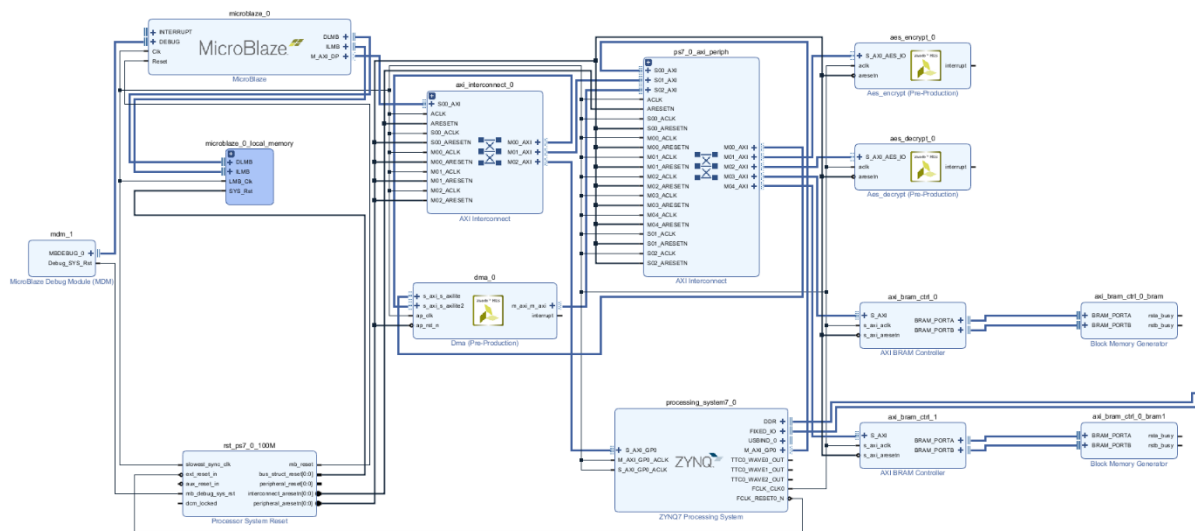 microblaze_0
INTERRUPT
DEBUG
Clk
Reset
MicroBlaze
DLMB
ILMB
M_AXI_DP
MicroBlaze
microblaze_0_local_memory
DLMB
ILMB
LMB_Clk
SYS_Rst
mdm_1
MBDEBUG_0
Debug_SYS_Rst
MicroBlaze Debug Module (MDM)
rst_ps7_0_100M
slowest_sync_clk
ext_reset_in
aux_reset_in
mb_debug_sys_rst
dcm_locked
mb_reset
bus_struct_reset[0:0]
peripheral_reset[0:0]
interconnect_aresetn[0:0]
peripheral_aresetn[0:0]
Processor System Reset
axi_interconnect_0
S00_AXI
ACLK
ARESETN
S00_ACLK
S00_ARESETN
M00_ACLK
M00_ARESETN
M01_ACLK
M01_ARESETN
M02_ACLK
M02_ARESETN
M00_AXI
M01_AXI
M02_AXI
AXI Interconnect
dma_0
s_axi_s_axilite
s_axi_s_axilite2
ap_clk
ap_rst_n
m_axi_m_axi
interrupt
Dma (Pre-Production)
ps7_0_axi_periph
S00_AXI
S01_AXI
S02_AXI
ACLK
ARESETN
S00_ACLK
S00_ARESETN
M00_ACLK
M00_ARESETN
M01_ACLK
M01_ARESETN
M02_ACLK
M02_ARESETN
M03_ACLK
M03_ARESETN
M04_ACLK
M04_ARESETN
S01_ACLK
S01_ARESETN
S02_ACLK
S02_ARESETN
M00_AXI
M01_AXI
M02_AXI
M03_AXI
M04_AXI
AXI Interconnect
processing_system7_0
S_AXI_GP0
M_AXI_GP0_ACLK
S_AXI_GP0_ACLK
ZYNQ
DDR
FIXED_IO
USBIND_0
M_AXI_GP0
TTC0_WAVE0_OUT
TTC0_WAVE1_OUT
TTC0_WAVE2_OUT
FCLK_CLK0
FCLK_RESET0_N
ZYNQ7 Processing System
aes_encrypt_0
S_AXI_AES_IO
aclk
aresetn
interrupt
Aes_encrypt (Pre-Production)
aes_decrypt_0
S_AXI_AES_IO
aclk
aresetn
interrupt
Aes_decrypt (Pre-Production)
axi_bram_ctrl_0
S_AXI
s_axi_aclk
s_axi_aresetn
BRAM_PORTA
BRAM_PORTB
AXI BRAM Controller
axi_bram_ctrl_0_bram
BRAM_PORTA
BRAM_PORTB
rsta_busy
rstb_busy
Block Memory Generator
axi_bram_ctrl_1
S_AXI
s_axi_aclk
s_axi_aresetn
BRAM_PORTA
BRAM_PORTB
AXI BRAM Controller
axi_bram_ctrl_0_bram1
BRAM_PORTA
BRAM_PORTB
rsta_busy
rstb_busy
Block Memory Generator